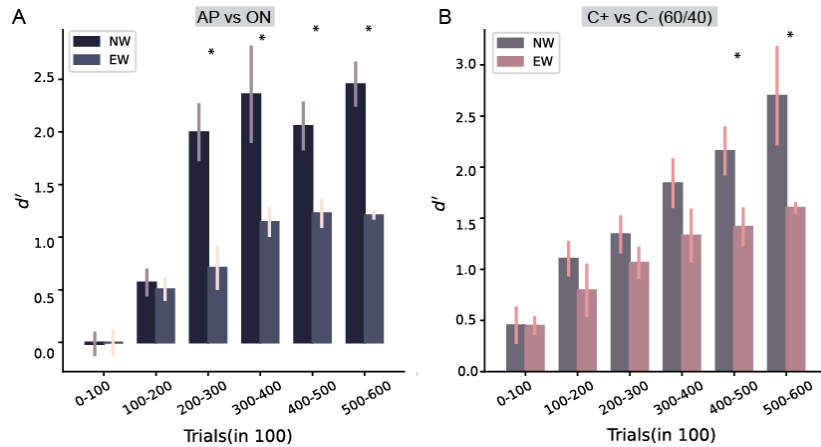 A
AP vs ON
NW
EW
*
*
*
*
2.5
2.0
1.5
1.0
0.5
0.0
d′
0-100
100-200
200-300
300-400
400-500
500-600
Trials(in 100)
B
C+ vs C- (60/40)
NW
EW
*
*
3.0
2.5
2.0
1.5
1.0
0.5
0.0
d′
0-100
100-200
200-300
300-400
400-500
500-600
Trials(in 100)